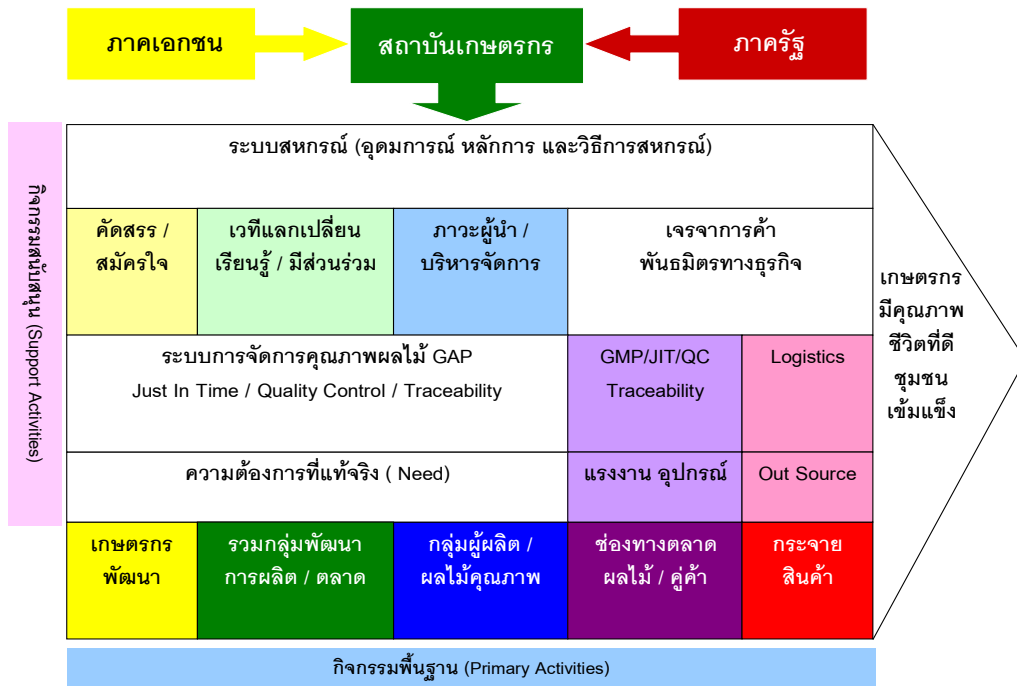 ภาคเอกชน
สถาบันเกษตรกร
ภาครัฐ
ระบบสหกรณ์ (อุดมการณ์ หลักการ และวิธีการสหกรณ์)
กิจกรรมสนับสนุน (Support Activities)
คัดสรร /
สมัครใจ
เวทีแลกเปลี่ยน
เรียนรู้ / มีส่วนร่วม
ภาวะผู้นำ /
บริหารจัดการ
เจรจาการค้า
พันธมิตรทางธุรกิจ
ระบบการจัดการคุณภาพผลไม้ GAP
Just In Time / Quality Control / Traceability
GMP/JIT/QC
Traceability
Logistics
ความต้องการที่แท้จริง ( Need)
แรงงาน อุปกรณ์
Out Source
เกษตรกร
พัฒนา
รวมกลุ่มพัฒนา
การผลิต / ตลาด
กลุ่มผู้ผลิต /
ผลไม้คุณภาพ
ช่องทางตลาด
ผลไม้ / คู่ค้า
กระจาย
สินค้า
เกษตรกร
มีคุณภาพ
ชีวิตที่ดี
ชุมชน
เข้มแข็ง
กิจกรรมพื้นฐาน (Primary Activities)